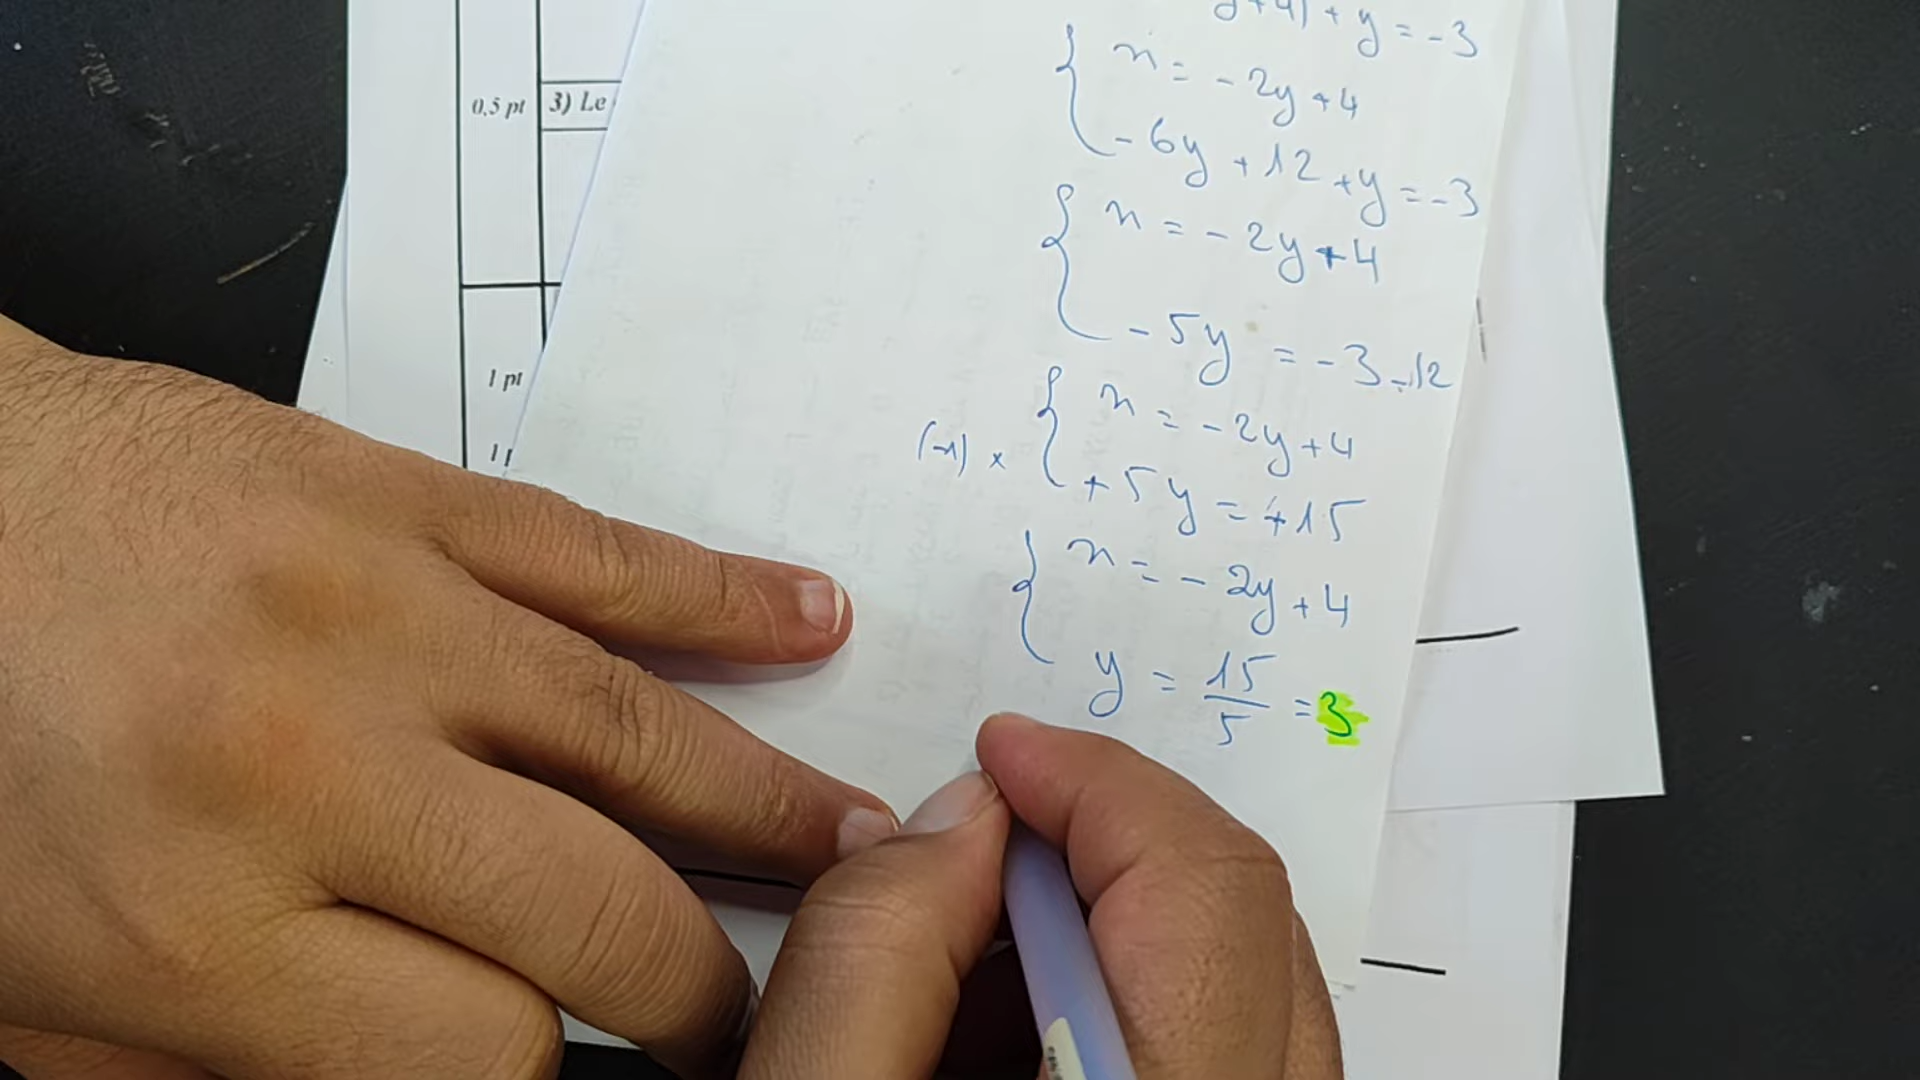 y+4) + y = -3
x = -2y + 4
-6y + 12 + y = -3
x = -2y + 4
-5y = -3 - 12
x = -2y + 4
(-1) × +5y = +15
x = -2y + 4
y = 15/5 = 3
0,5 pt
3) Le
1 pt